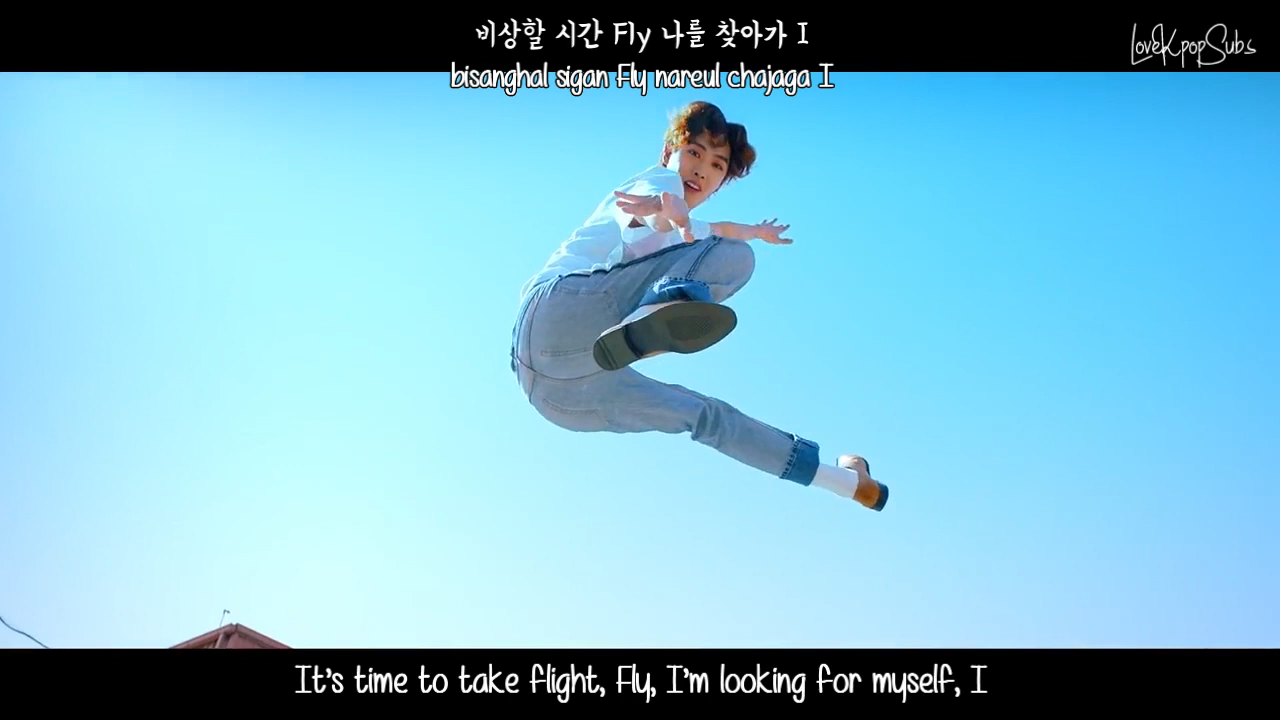 비상할 시간 Fly 나를 찾아가 I
LoveKpopSubs
bisanghal sigan Fly nareul chajaga I
It's time to take flight, Fly, I'm looking for myself, I